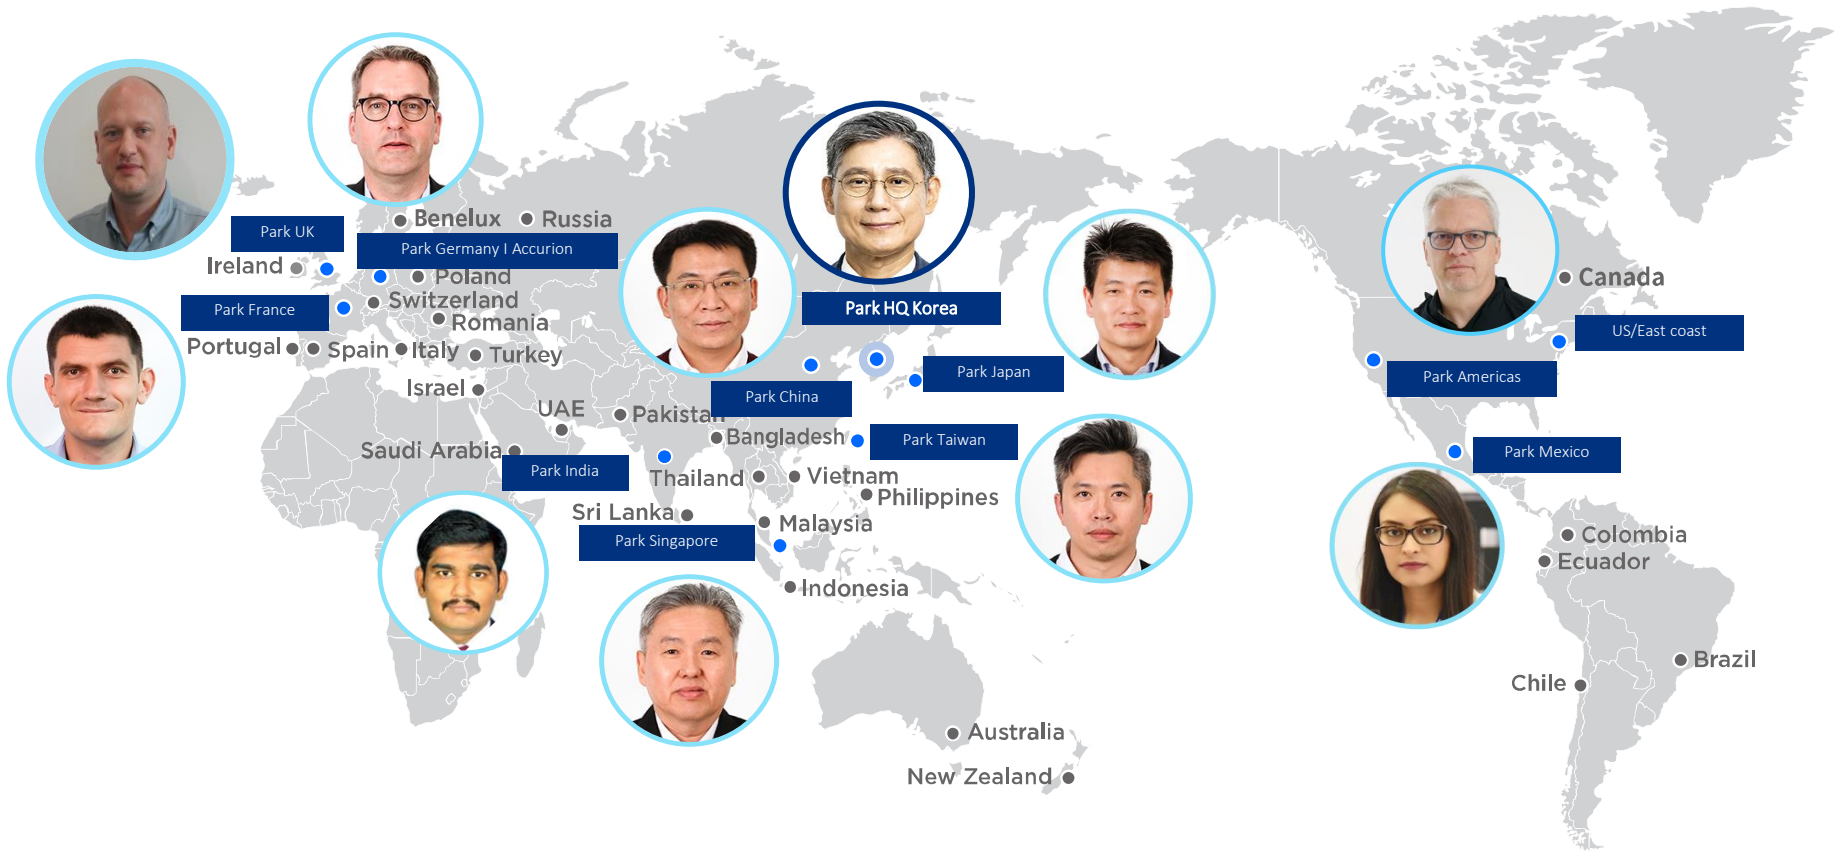 Benelux
Russia
Park UK
Park Germany I Accurion
Ireland
Poland
Park France
Switzerland
Romania
Portugal
Spain
Italy
Turkey
Israel
UAE
Pakistan
Saudi Arabia
Bangladesh
Park India
Thailand
Vietnam
Sri Lanka
Philippines
Malaysia
Park Singapore
Indonesia
Park HQ Korea
Park Japan
Park China
Park Taiwan
Australia
New Zealand
Canada
US/East coast
Park Americas
Park Mexico
Colombia
Ecuador
Brazil
Chile